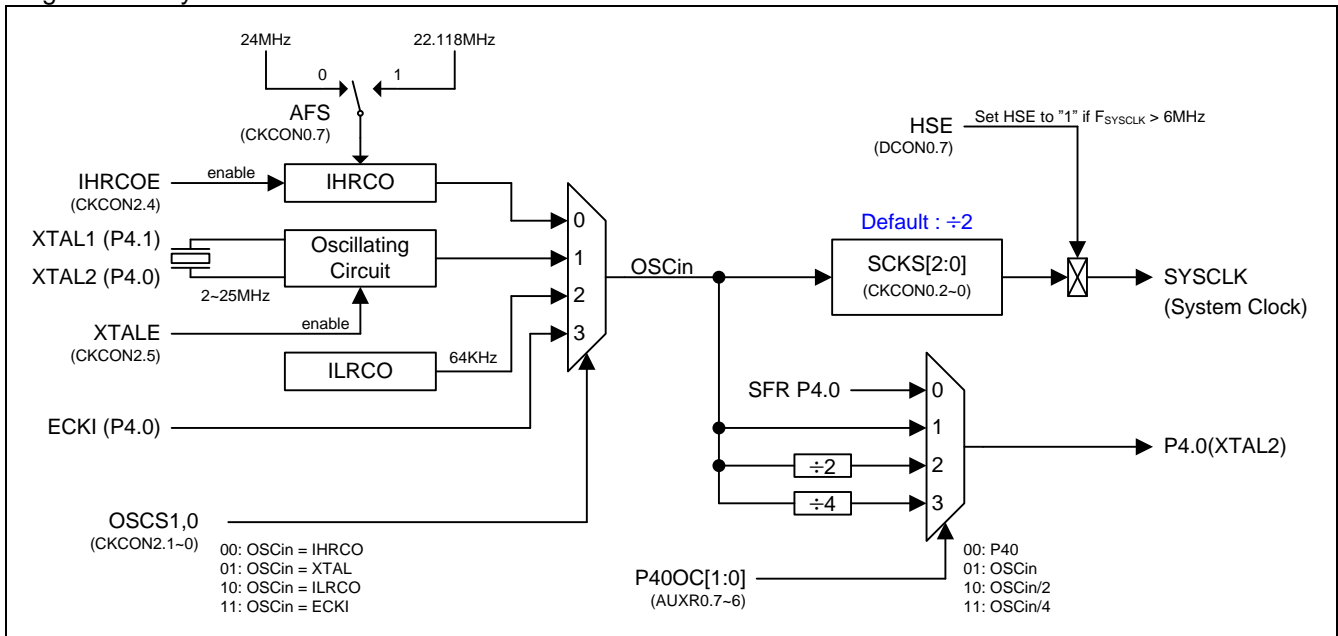 24MHz
22.118MHz
0
1
AFS
(CKCON0.7)
HSE
Set HSE to "1" if FSYSCLK > 6MHz
(DCON0.7)
IHRCOE
enable
IHRCO
(CKCON2.4)
0
Default : ÷2
XTAL1 (P4.1)
Oscillating
Circuit
1
OSCin
SCKS[2:0]
(CKCON0.2~0)
SYSCLK
(System Clock)
XTAL2 (P4.0)
2~25MHz
2
XTALE
enable
(CKCON2.5)
3
ILRCO
64KHz
SFR P4.0
0
ECKI (P4.0)
1
÷2
2
P4.0(XTAL2)
÷4
3
OSCS1,0
(CKCON2.1~0)
00: OSCin = IHRCO
01: OSCin = XTAL
10: OSCin = ILRCO
11: OSCin = ECKI
P40OC[1:0]
(AUXR0.7~6)
00: P40
01: OSCin
10: OSCin/2
11: OSCin/4